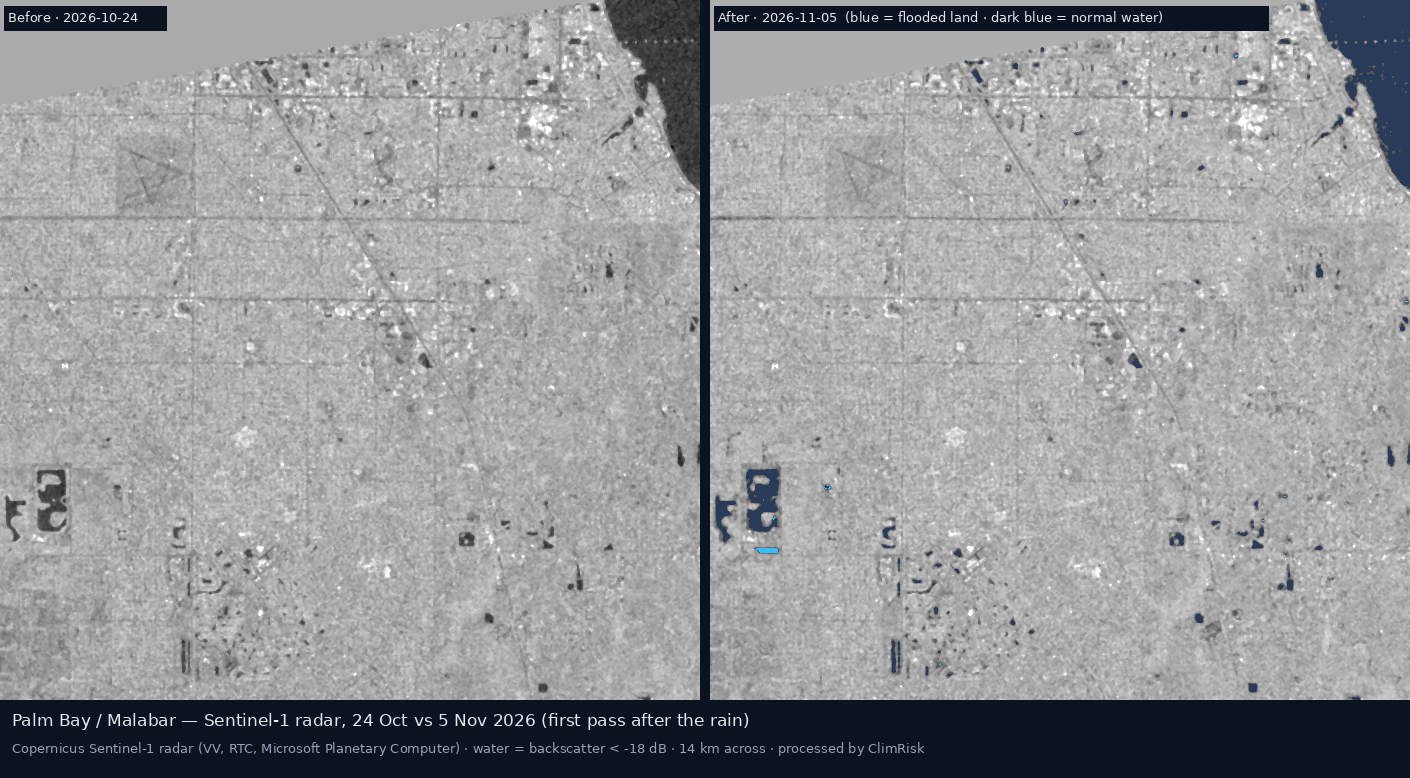 Before · 2026-10-24
After · 2026-11-05  (blue = flooded land · dark blue = normal water)
Palm Bay / Malabar — Sentinel-1 radar, 24 Oct vs 5 Nov 2026 (first pass after the rain)
Copernicus Sentinel-1 radar (VV, RTC, Microsoft Planetary Computer) · water = backscatter < -18 dB · 14 km across · processed by ClimRisk